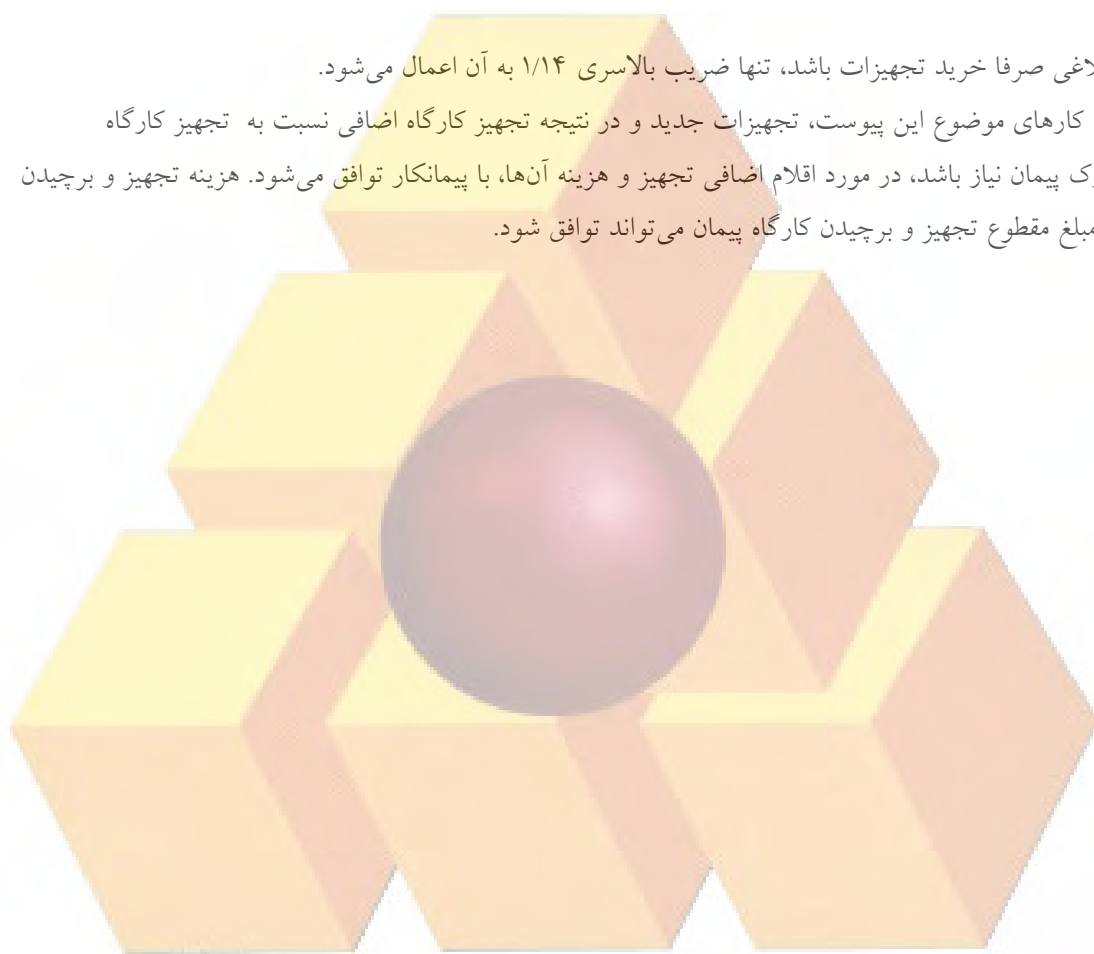 صرفا خرید تجهیزات باشد، تنها ضریب بالاسری ۱/۱۴ به آن اعمال می‌شود.
کارهای موضوع این پیوست، تجهیزات جدید و در نتیجه تجهیز کارگاه اضافی نسبت به تجهیز کارگاه
پیمان نیاز باشد، در مورد اقلام اضافی تجهیز و هزینه آن‌ها، با پیمانکار توافق می‌شود. هزینه تجهیز و برچیدن
مبلغ مقطوع تجهیز و برچیدن کارگاه پیمان می‌تواند توافق شود.